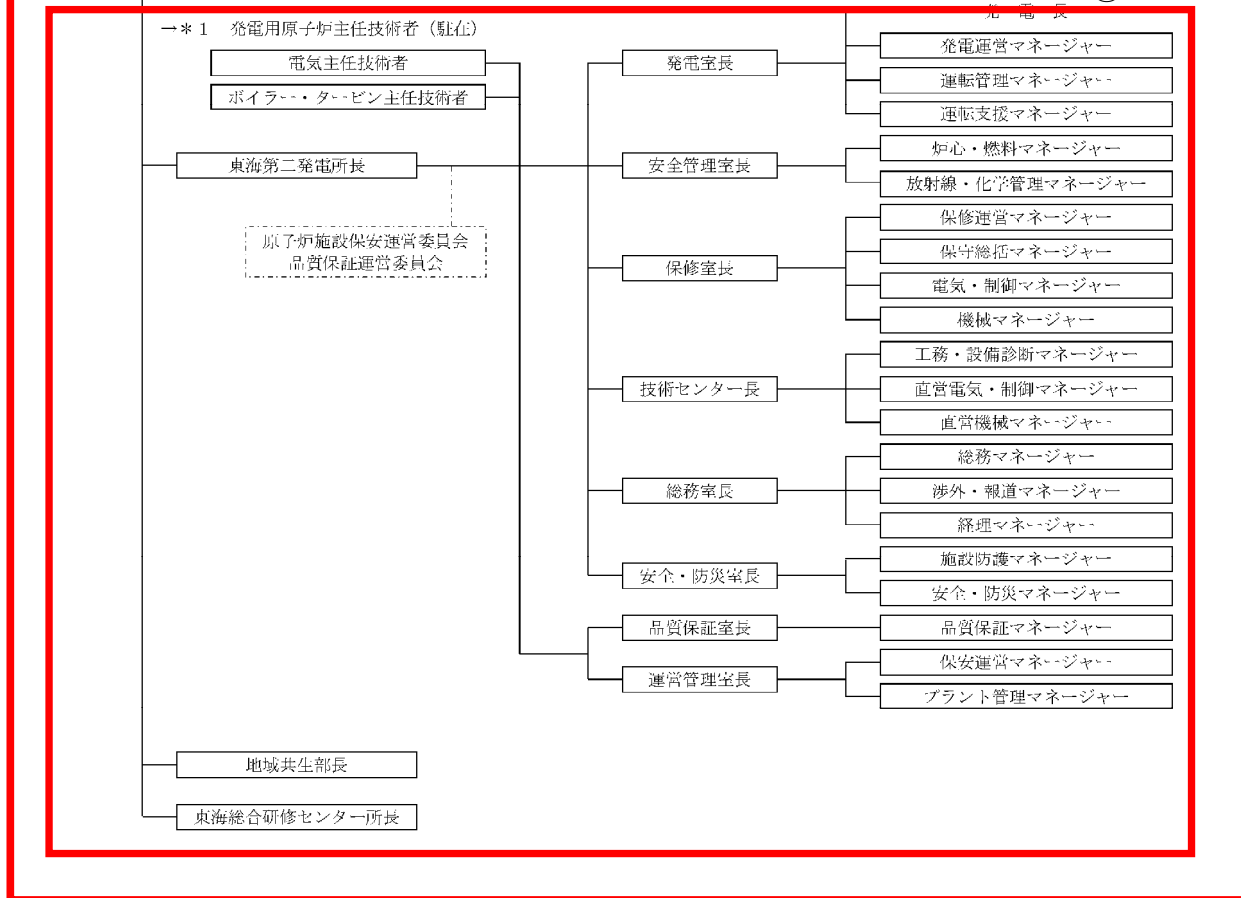 発電長
→＊1 発電用原子炉主任技術者（駐在）
電気主任技術者
ボイラー・タービン主任技術者
東海第二発電所長
原子炉施設保安運営委員会
品質保証運営委員会
発電室長
発電運営マネージャー
運転管理マネージャー
運転支援マネージャー
安全管理室長
炉心・燃料マネージャー
放射線・化学管理マネージャー
保修室長
保修運営マネージャー
保守総括マネージャー
電気・制御マネージャー
機械マネージャー
技術センター長
工務・設備診断マネージャー
直営電気・制御マネージャー
直営機械マネージャー
総務室長
総務マネージャー
渉外・報道マネージャー
経理マネージャー
安全・防災室長
施設防護マネージャー
安全・防災マネージャー
品質保証室長
品質保証マネージャー
運営管理室長
保安運営マネージャー
プラント管理マネージャー
地域共生部長
東海総合研修センター所長